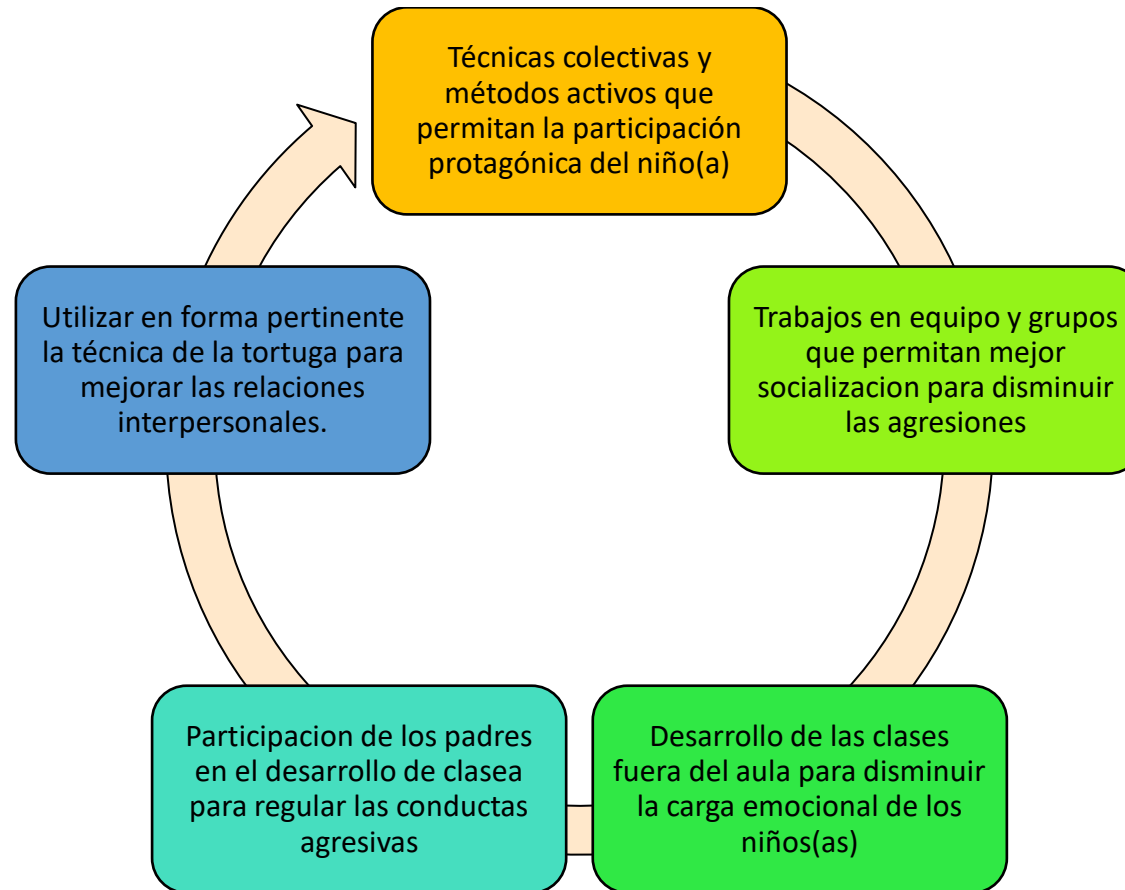 Técnicas colectivas y
métodos activos que
permitan la participación
protagónica del niño(a)
Trabajos en equipo y grupos
que permitan mejor
socializacion para disminuir
las agresiones
Desarrollo de las clases
fuera del aula para disminuir
la carga emocional de los
niños(as)
Participacion de los padres
en el desarrollo de clasea
para regular las conductas
agresivas
Utilizar en forma pertinente
la técnica de la tortuga para
mejorar las relaciones
interpersonales.